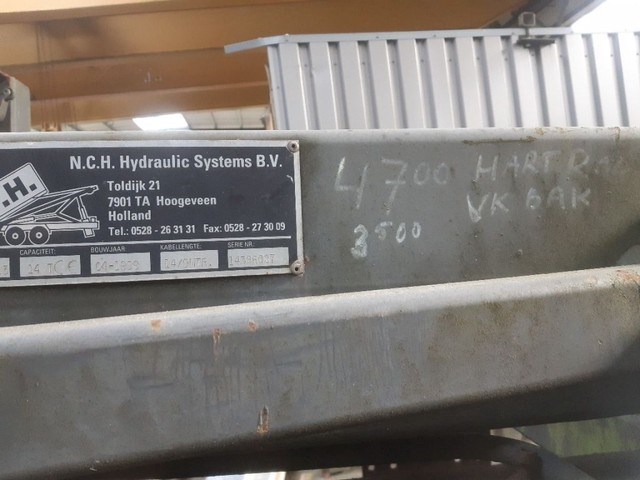 .H.
N.C.H. Hydraulic Systems B.V.
Toldijk 21
7901 TA Hoogeveen
Holland
Tel.: 0528 - 26 31 31 Fax: 0528 - 27 30 09
CAPACITEIT: BOUWJAAR KABELLENGTE: SERIE NR.
4700 HART
VK BAK
3500